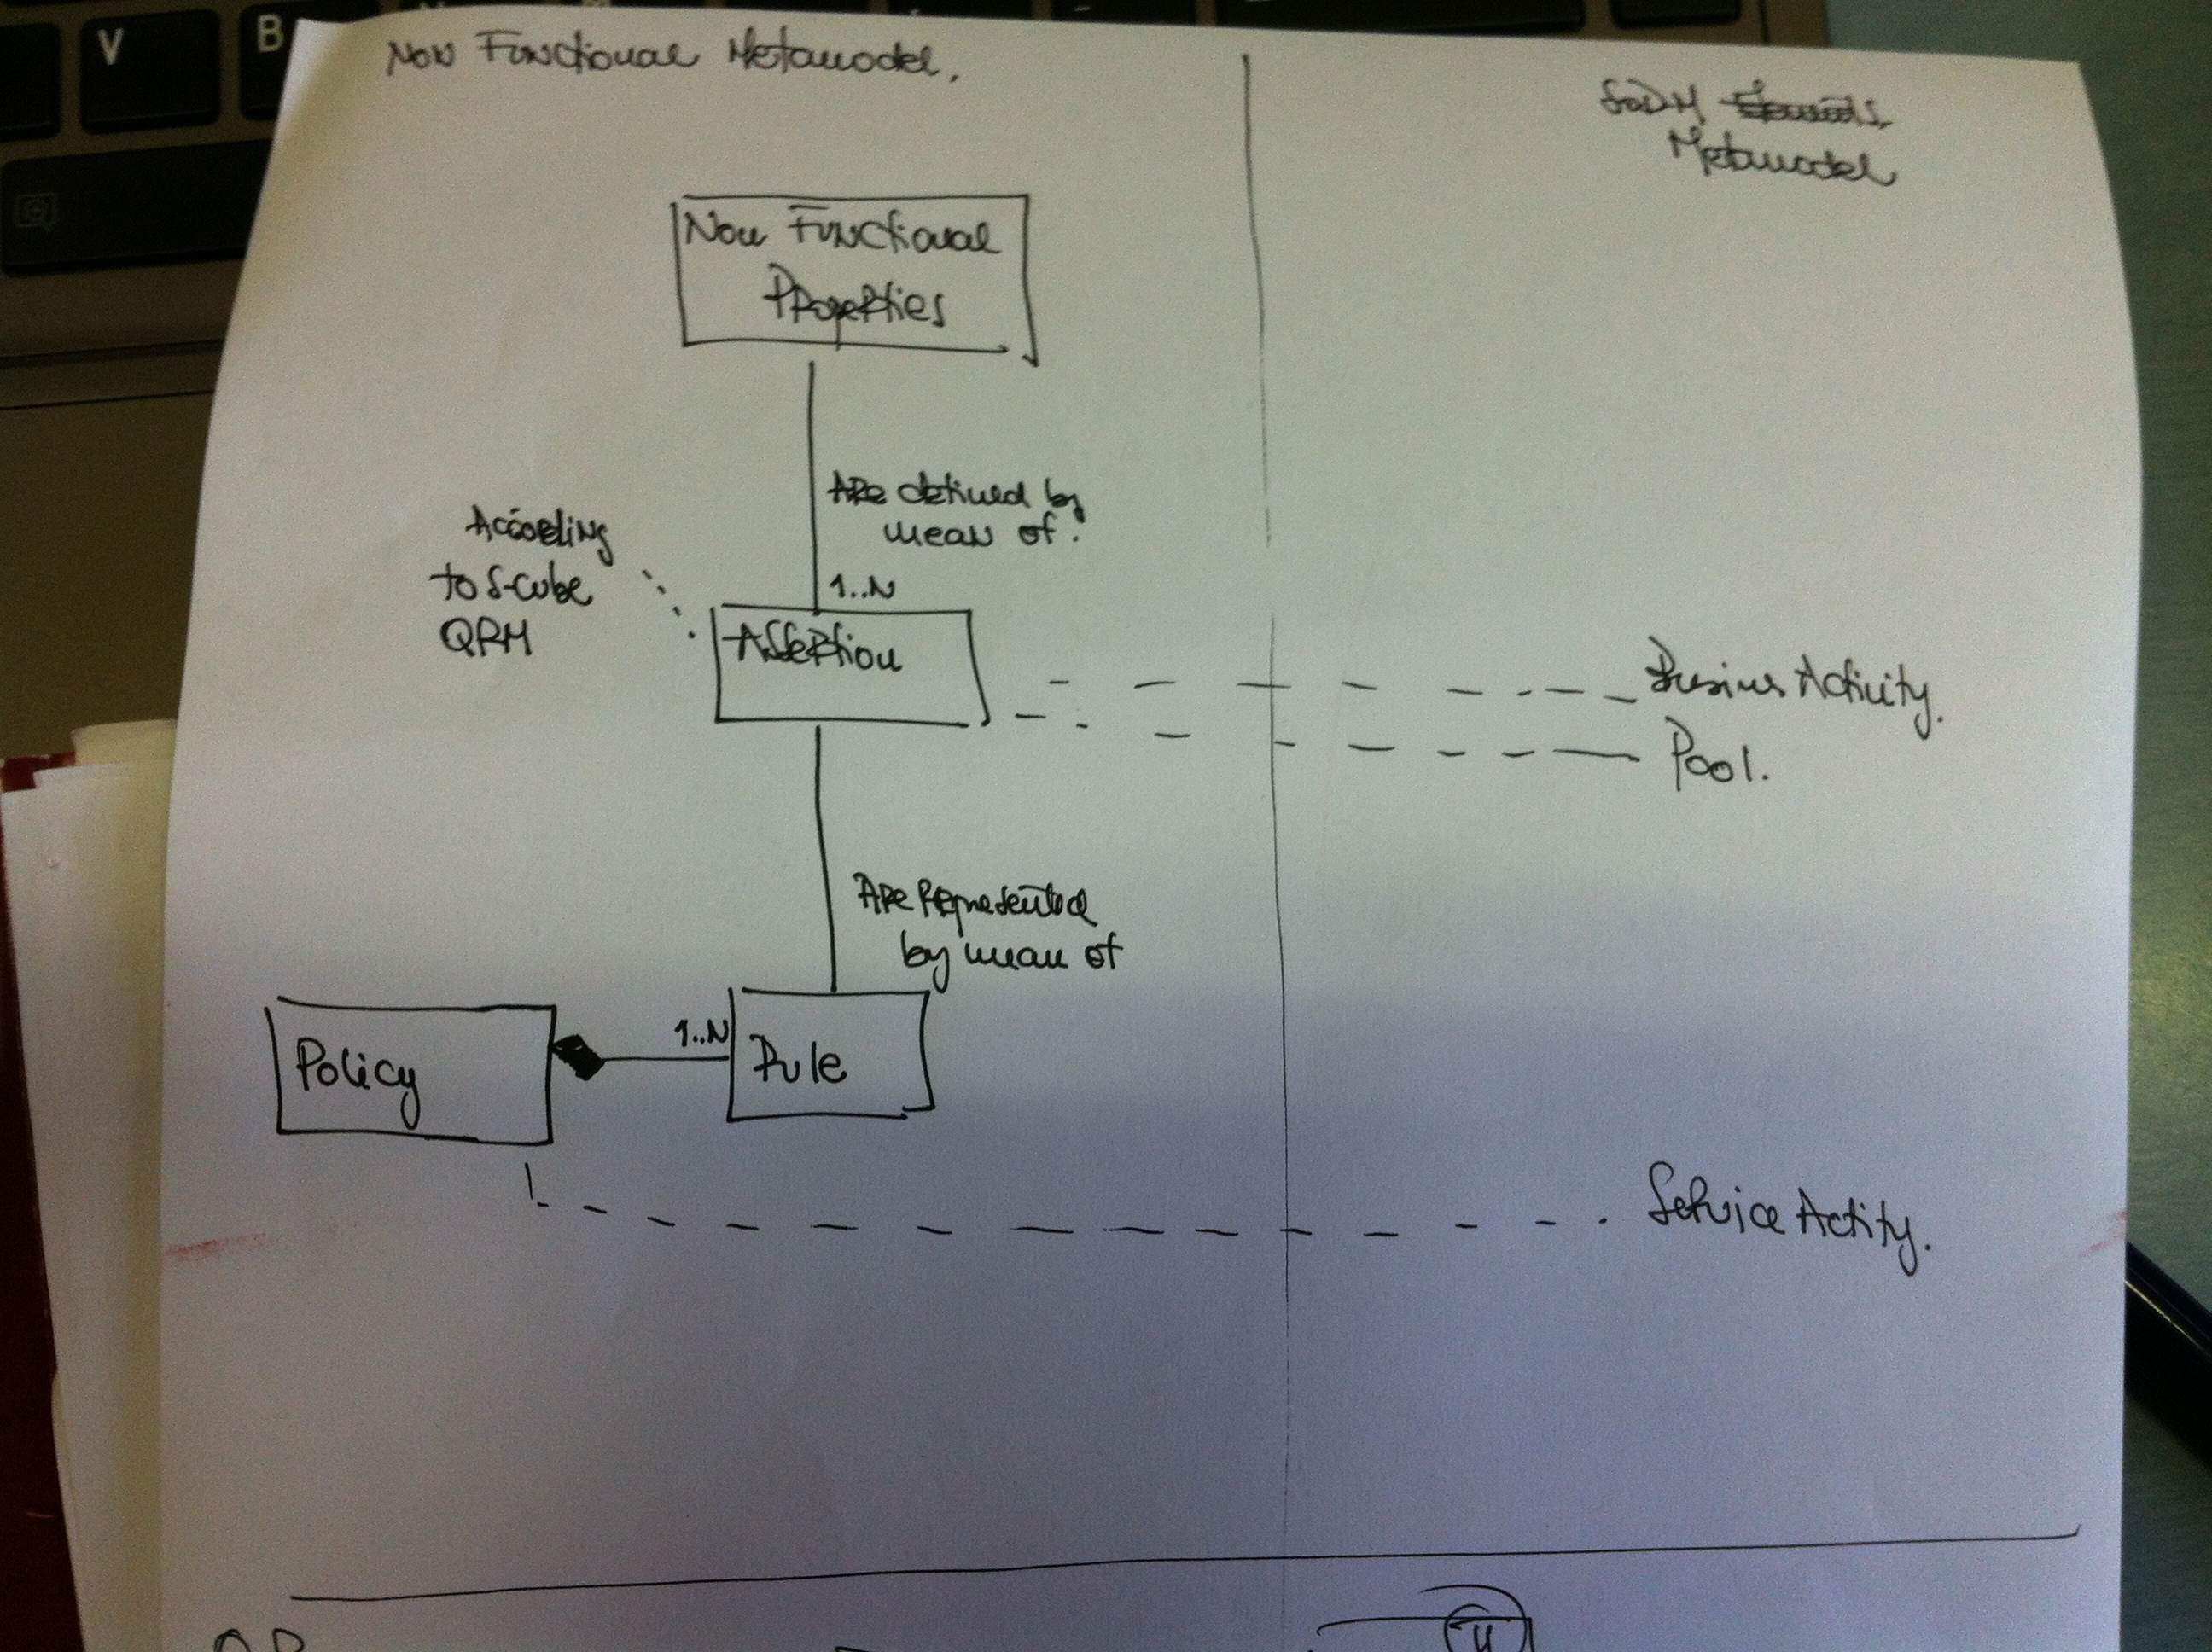 Non Functional Metamodel,
Metamodel
Non Functional
Properties
Are defined by
mean of:
1..N
According
to S-Cube
QRM
Assertion
Business Activity.
Pool.
Are Represented
by mean of
Policy
1..N
Rule
Service Activity.
V
B